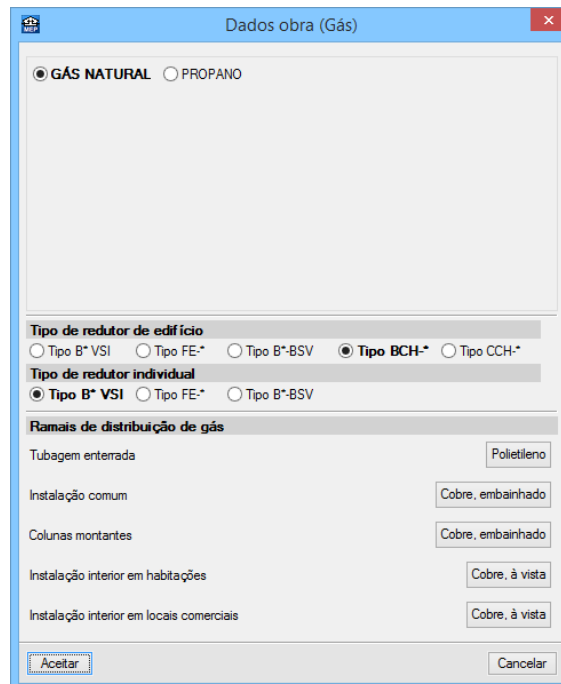 MEP
Dados obra (Gás)
×
GÁS NATURAL PROPANO
Tipo de redutor de edifício
Tipo B* VSI Tipo FE-* Tipo B*-BSV Tipo BCH-* Tipo CCH-*
Tipo de redutor individual
Tipo B* VSI Tipo FE-* Tipo B*-BSV
Ramais de distribuição de gás
Tubagem enterrada Polietileno
Instalação comum Cobre, embainhado
Colunas montantes Cobre, embainhado
Instalação interior em habitações Cobre, à vista
Instalação interior em locais comerciais Cobre, à vista
Aceitar Cancelar